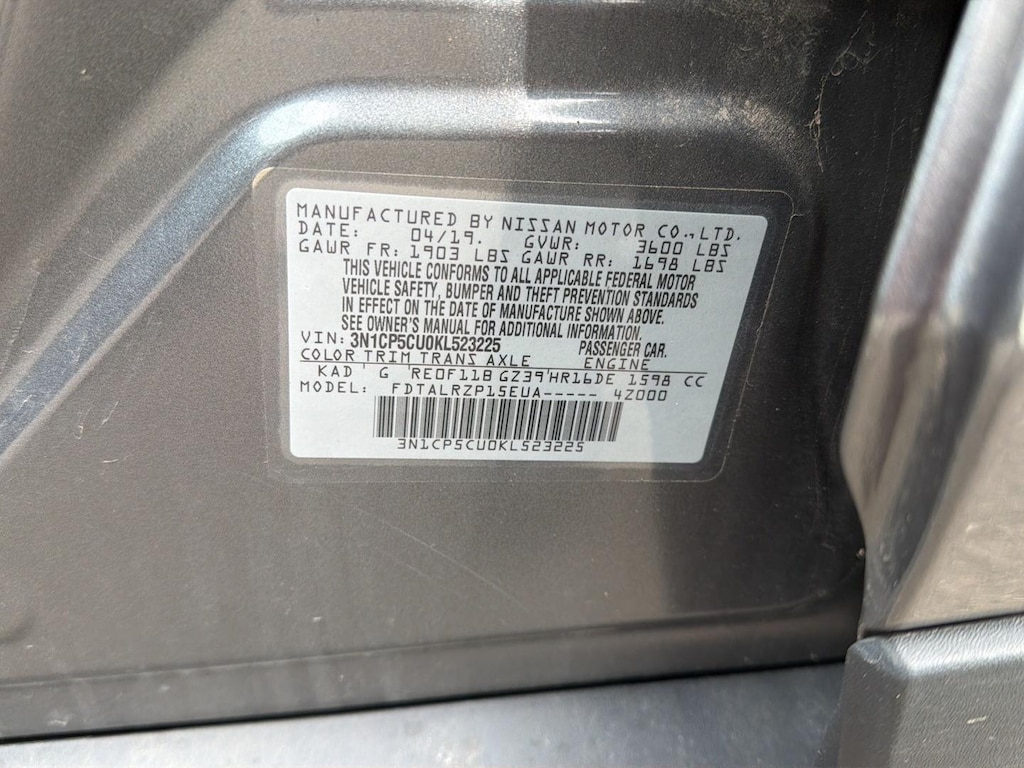 MANUFACTURED BY NISSAN MOTOR CO.,LTD.
DATE: 04/19. GVWR: 3600 LBS
GAWR FR: 1903 LBS GAWR RR: 1698 LBS
THIS VEHICLE CONFORMS TO ALL APPLICABLE FEDERAL MOTOR
VEHICLE SAFETY, BUMPER AND THEFT PREVENTION STANDARDS
IN EFFECT ON THE DATE OF MANUFACTURE SHOWN ABOVE.
SEE OWNER'S MANUAL FOR ADDITIONAL INFORMATION.
VIN: 3N1CP5CU0KL523225 PASSENGER CAR.
COLOR TRIM TRANS AXLE ENGINE
KAD ' G 'RE0F11B GZ39'HR16DE 1598 CC
MODEL: FDTALRZP15EUA----- 4Z000
3N1CP5CU0KL523225